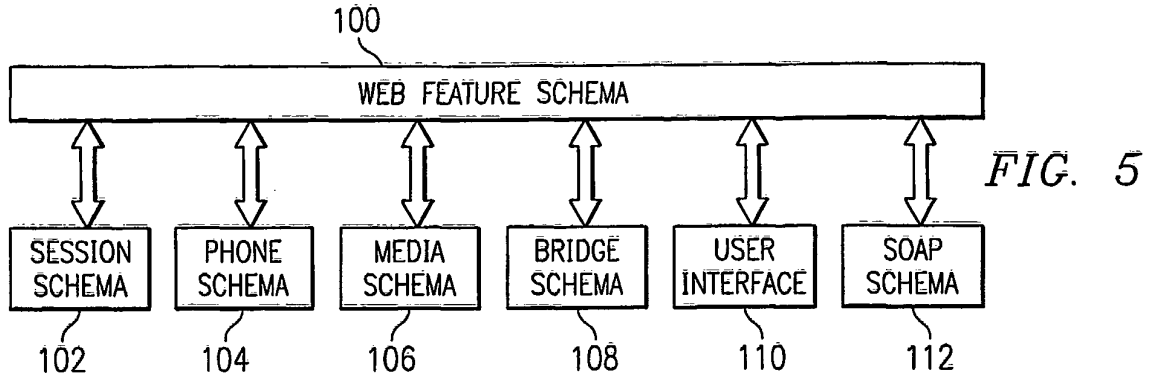 100
WEB FEATURE SCHEMA
FIG. 5
SESSION
SCHEMA
PHONE
SCHEMA
MEDIA
SCHEMA
BRIDGE
SCHEMA
USER
INTERFACE
SOAP
SCHEMA
102
104
106
108
110
112